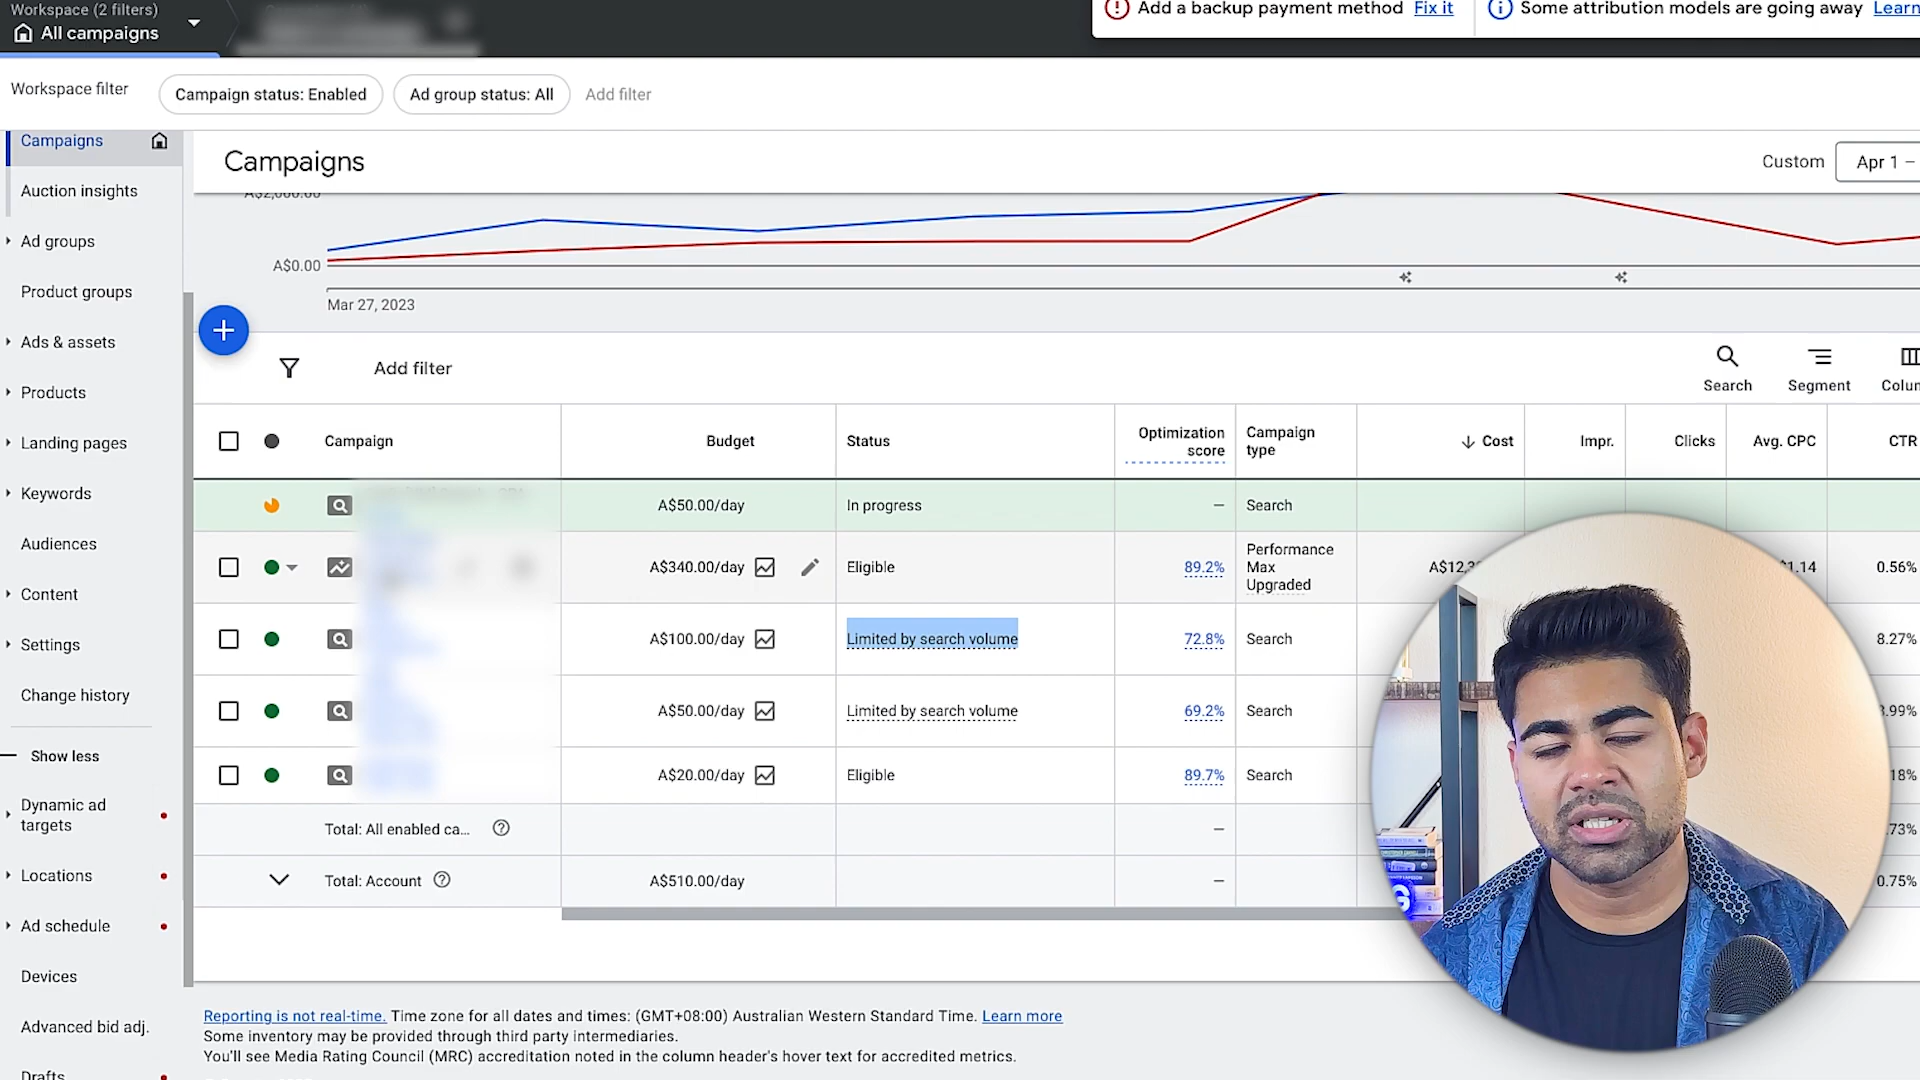 Workspace (2 filters)
All campaigns
Add a backup payment method Fix it
Some attribution models are going away Learn
Workspace filter
Campaign status: Enabled
Ad group status: All
Add filter
Campaigns
Auction insights
Ad groups
Product groups
Ads & assets
Products
Landing pages
Keywords
Audiences
Content
Settings
Change history
Show less
Dynamic ad
targets
Locations
Ad schedule
Devices
Advanced bid adj.
Drafts
Campaigns
Custom
Apr 1 –
A$2,000.00
A$0.00
Mar 27, 2023
Add filter
Search
Segment
Colum
Campaign
Budget
Status
Optimization
score
Campaign
type
Cost
Impr.
Clicks
Avg. CPC
CTR
A$50.00/day
In progress
–
Search
A$340.00/day
Eligible
89.2%
Performance
Max
Upgraded
0.56%
A$100.00/day
Limited by search volume
72.8%
Search
8.27%
A$50.00/day
Limited by search volume
69.2%
Search
A$20.00/day
Eligible
89.7%
Search
Total: All enabled ca...
–
Total: Account
A$510.00/day
–
0.75%
Reporting is not real-time. Time zone for all dates and times: (GMT+08:00) Australian Western Standard Time. Learn more
Some inventory may be provided through third party intermediaries.
You'll see Media Rating Council (MRC) accreditation noted in the column header's hover text for accredited metrics.